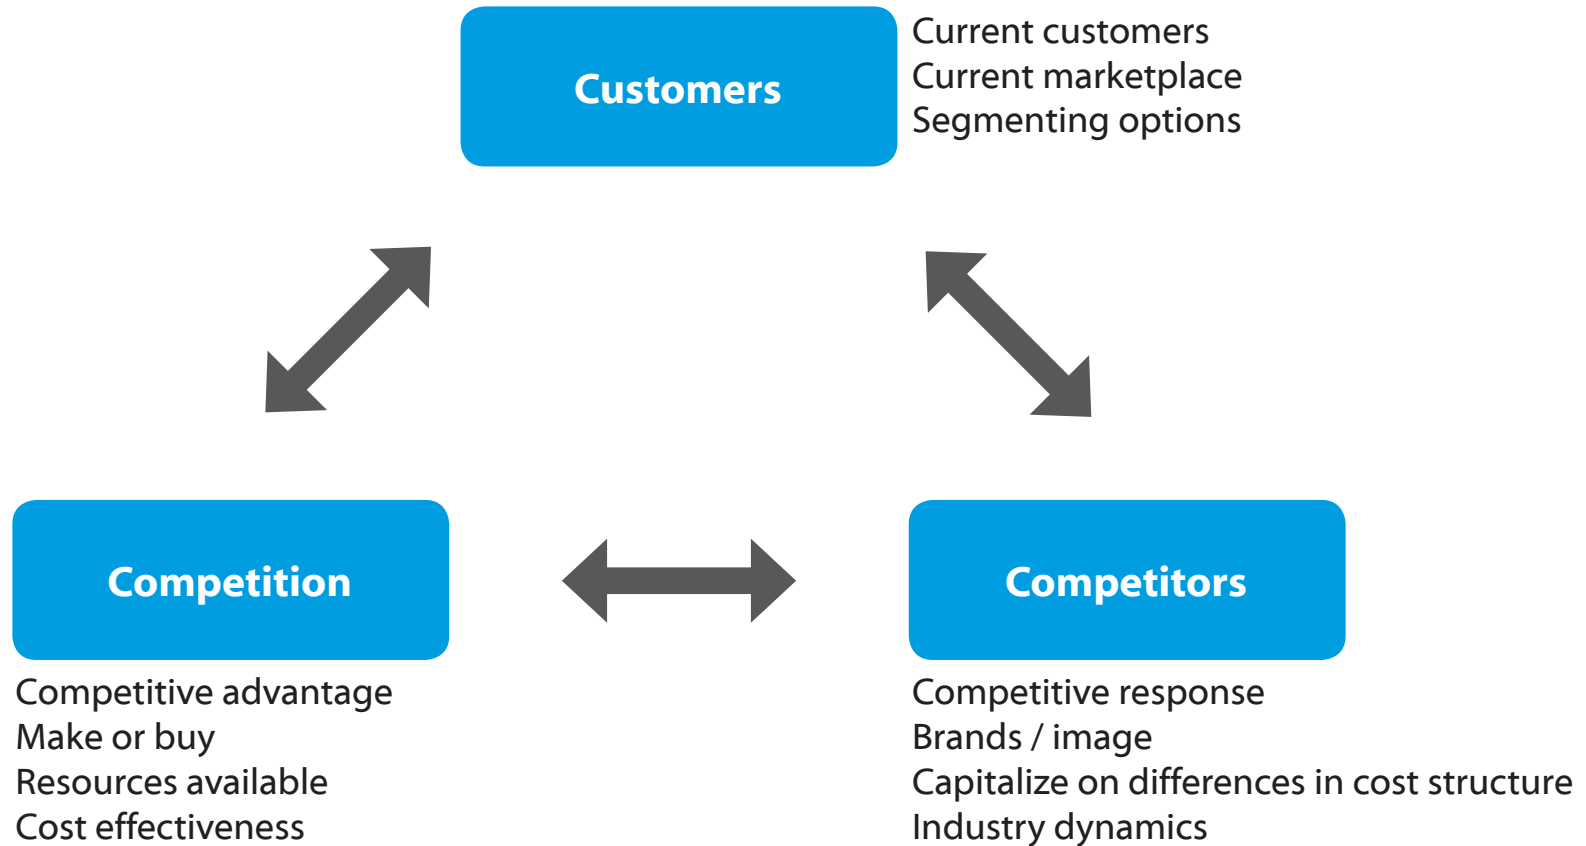 Customers
Current customers
Current marketplace
Segmenting options
Competition
Competitive advantage
Make or buy
Resources available
Cost effectiveness
Competitors
Competitive response
Brands / image
Capitalize on differences in cost structure
Industry dynamics